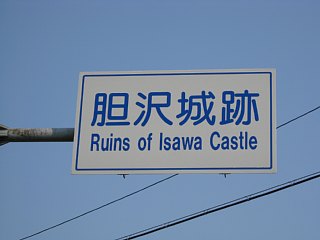 胆沢城跡
Ruins of Isawa Castle